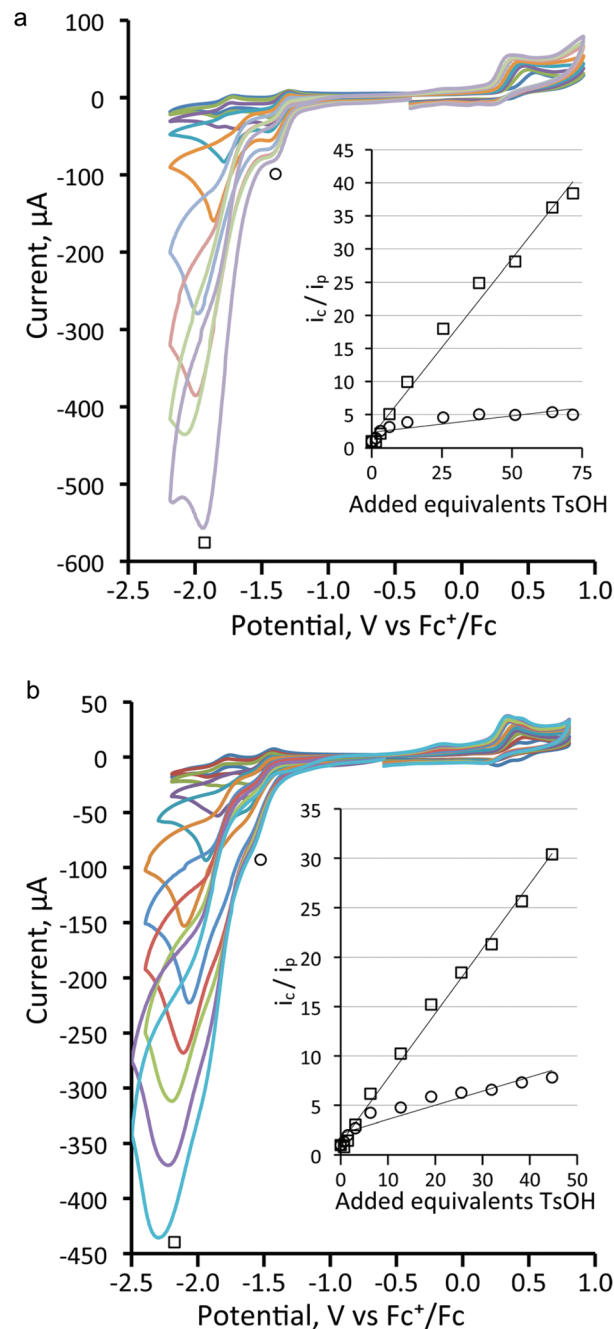 a
100
0
-100
-200
-300
-400
-500
-600
Current, µA
-2.5 -2.0 -1.5 -1.0 -0.5 0.0 0.5 1.0
Potential, V vs Fc⁺/Fc
45
40
35
30
25
20
15
10
5
0
i_c / i_p
0 25 50 75
Added equivalents TsOH
b
50
0
-50
-100
-150
-200
-250
-300
-350
-400
-450
Current, µA
-2.5 -2.0 -1.5 -1.0 -0.5 0.0 0.5 1.0
Potential, V vs Fc⁺/Fc
35
30
25
20
15
10
5
0
i_c / i_p
0 10 20 30 40 50
Added equivalents TsOH